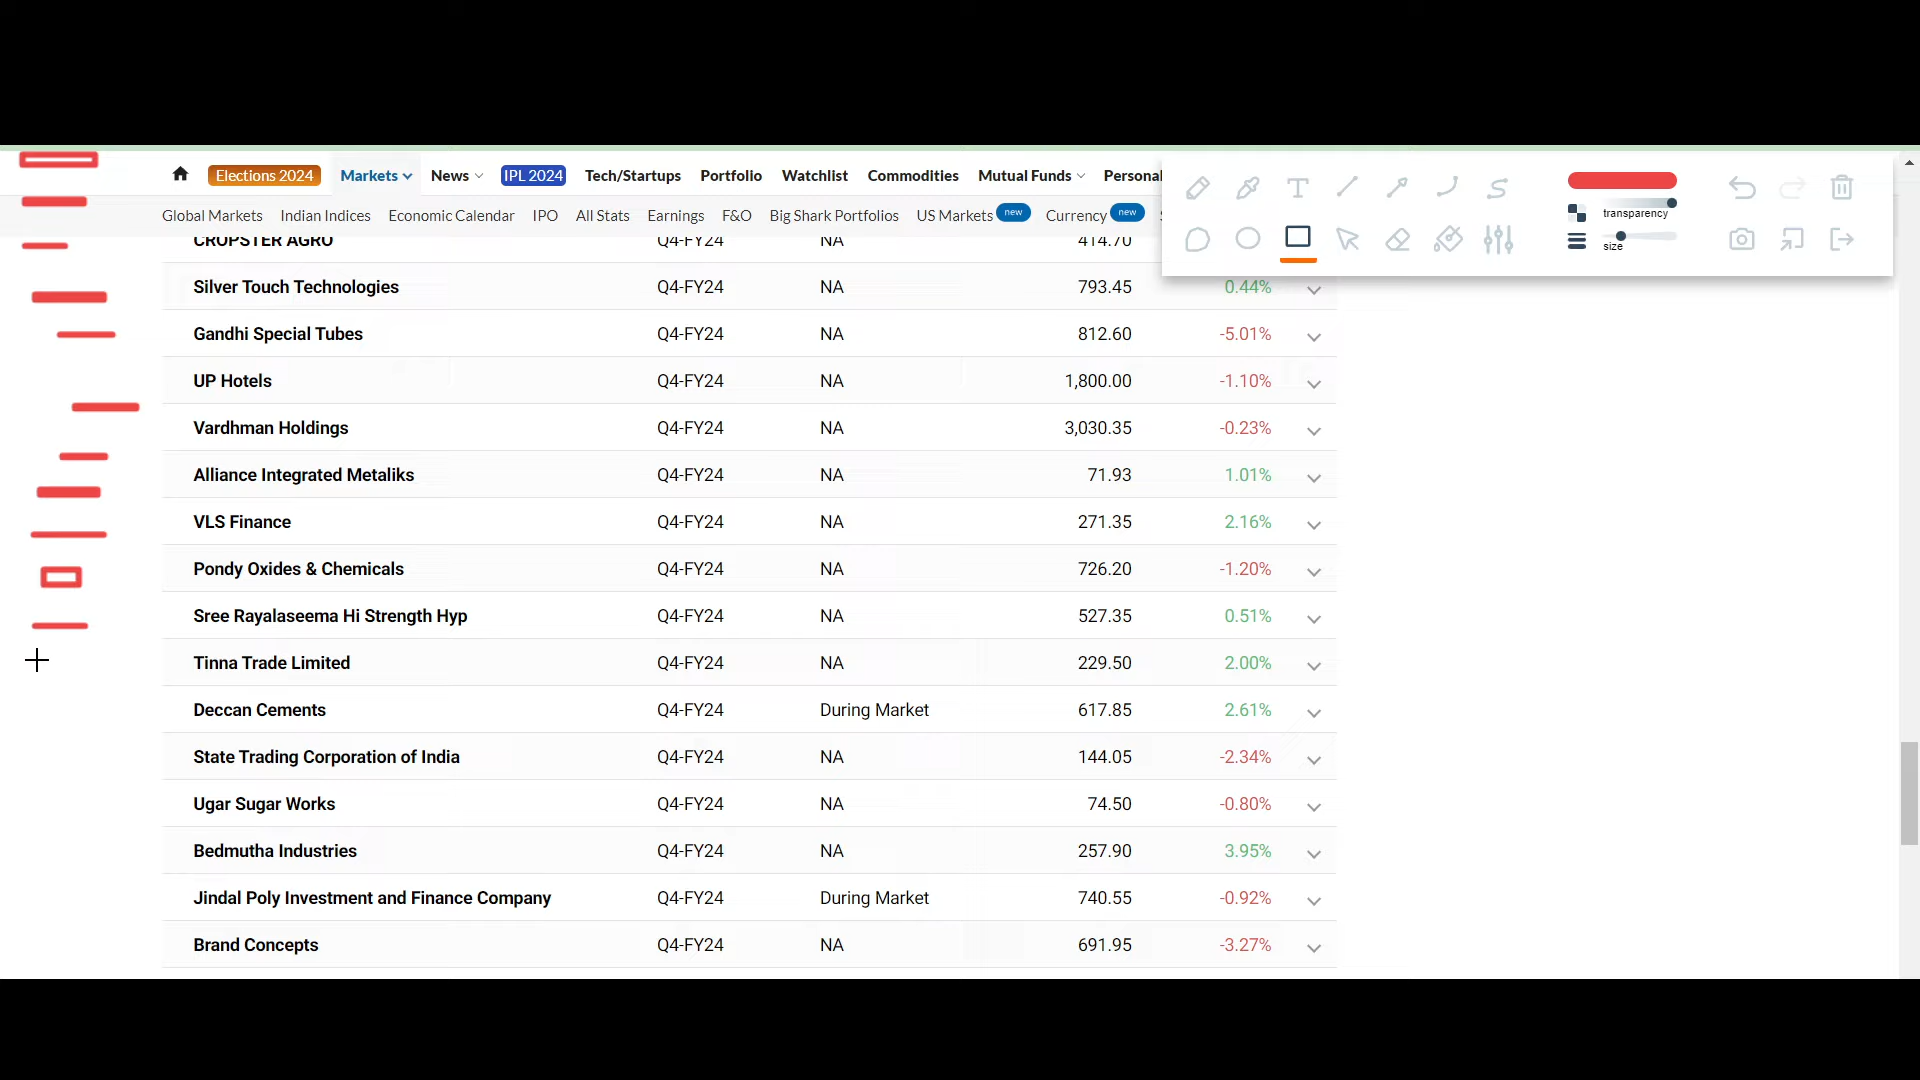 Elections 2024 Markets News IPL 2024 Tech/Startups Portfolio Watchlist Commodities Mutual Funds Personal
transparency
Global Markets Indian Indices Economic Calendar IPO All Stats Earnings F&O Big Shark Portfolios US Markets new Currency new
size
CROPSTER AGRO Q4-FY24 NA 414.70
Silver Touch Technologies Q4-FY24 NA 793.45 0.44%
Gandhi Special Tubes Q4-FY24 NA 812.60 -5.01%
UP Hotels Q4-FY24 NA 1,800.00 -1.10%
Vardhman Holdings Q4-FY24 NA 3,030.35 -0.23%
Alliance Integrated Metaliks Q4-FY24 NA 71.93 1.01%
VLS Finance Q4-FY24 NA 271.35 2.16%
Pondy Oxides & Chemicals Q4-FY24 NA 726.20 -1.20%
Sree Rayalaseema Hi Strength Hyp Q4-FY24 NA 527.35 0.51%
Tinna Trade Limited Q4-FY24 NA 229.50 2.00%
Deccan Cements Q4-FY24 During Market 617.85 2.61%
State Trading Corporation of India Q4-FY24 NA 144.05 -2.34%
Ugar Sugar Works Q4-FY24 NA 74.50 -0.80%
Bedmutha Industries Q4-FY24 NA 257.90 3.95%
Jindal Poly Investment and Finance Company Q4-FY24 During Market 740.55 -0.92%
Brand Concepts Q4-FY24 NA 691.95 -3.27%